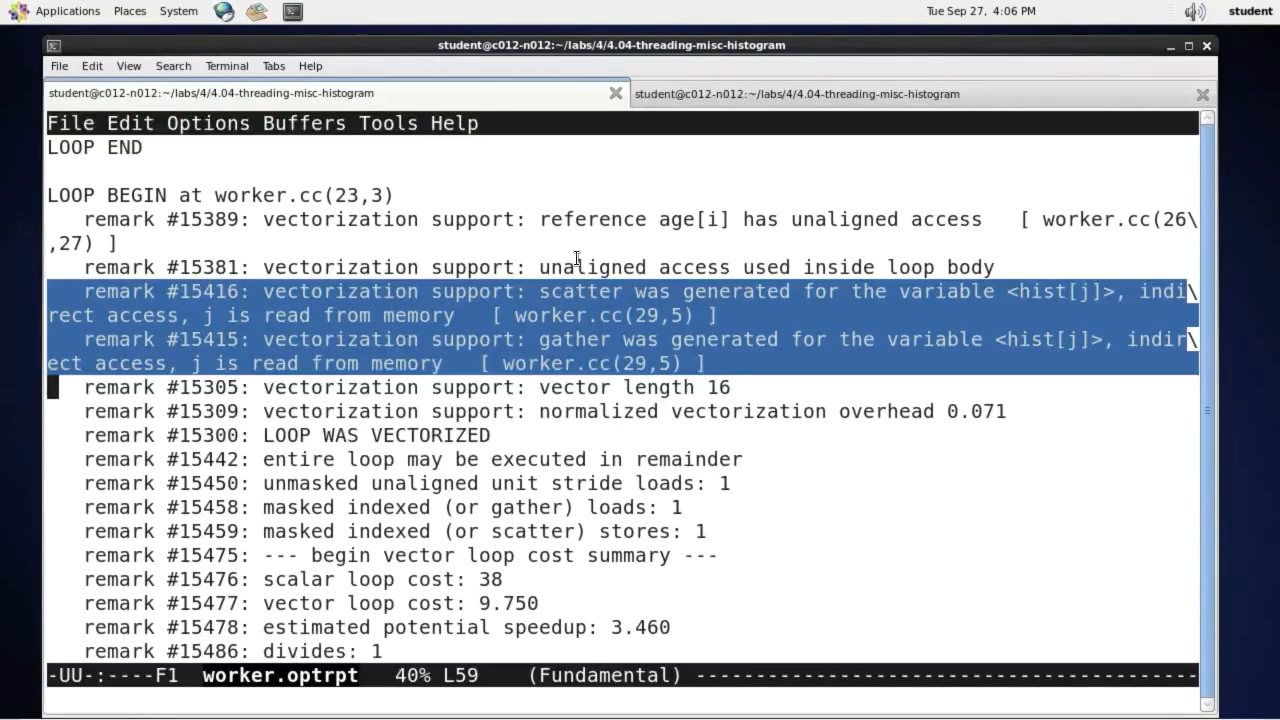 Applications Places System Tue Sep 27, 4:06 PM student
student@c012-n012:~/labs/4/4.04-threading-misc-histogram
File Edit View Search Terminal Tabs Help
student@c012-n012:~/labs/4/4.04-threading-misc-histogram student@c012-n012:~/labs/4/4.04-threading-misc-histogram
File Edit Options Buffers Tools Help
LOOP END
LOOP BEGIN at worker.cc(23,3)
remark #15389: vectorization support: reference age[i] has unaligned access [ worker.cc(26\
,27) ]
remark #15381: vectorization support: unaligned access used inside loop body
remark #15416: vectorization support: scatter was generated for the variable <hist[j]>, indi\
rect access, j is read from memory [ worker.cc(29,5) ]
remark #15415: vectorization support: gather was generated for the variable <hist[j]>, indir\
ect access, j is read from memory [ worker.cc(29,5) ]
remark #15305: vectorization support: vector length 16
remark #15309: vectorization support: normalized vectorization overhead 0.071
remark #15300: LOOP WAS VECTORIZED
remark #15442: entire loop may be executed in remainder
remark #15450: unmasked unaligned unit stride loads: 1
remark #15458: masked indexed (or gather) loads: 1
remark #15459: masked indexed (or scatter) stores: 1
remark #15475: --- begin vector loop cost summary ---
remark #15476: scalar loop cost: 38
remark #15477: vector loop cost: 9.750
remark #15478: estimated potential speedup: 3.460
remark #15486: divides: 1
-UU-:----F1 worker.optrpt 40% L59 (Fundamental) ------------------------------------------